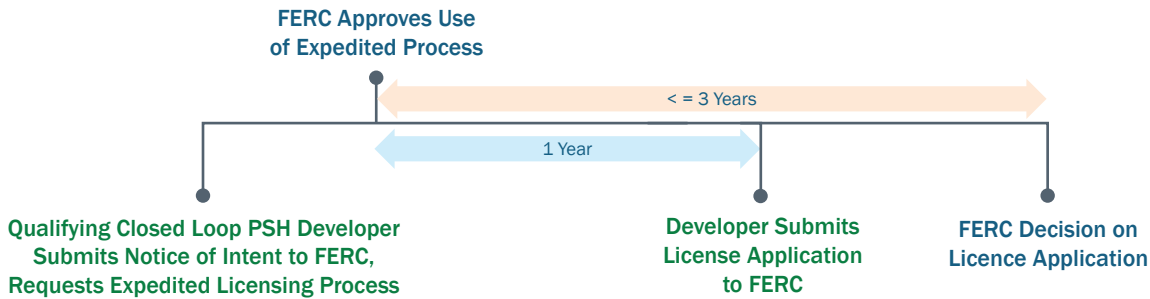 FERC Approves Use
of Expedited Process
< = 3 Years
1 Year
Qualifying Closed Loop PSH Developer
Submits Notice of Intent to FERC,
Requests Expedited Licensing Process
Developer Submits
License Application
to FERC
FERC Decision on
Licence Application